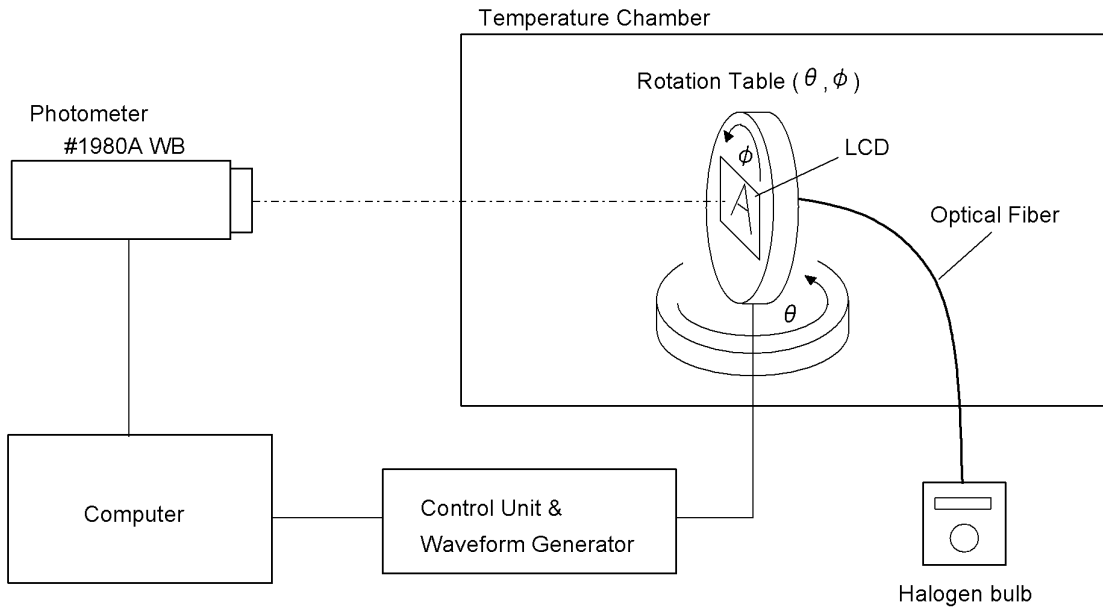 Temperature Chamber
Rotation Table ( θ , φ )
Photometer
#1980A WB
φ
LCD
A
Optical Fiber
θ
Computer
Control Unit &
Waveform Generator
Halogen bulb